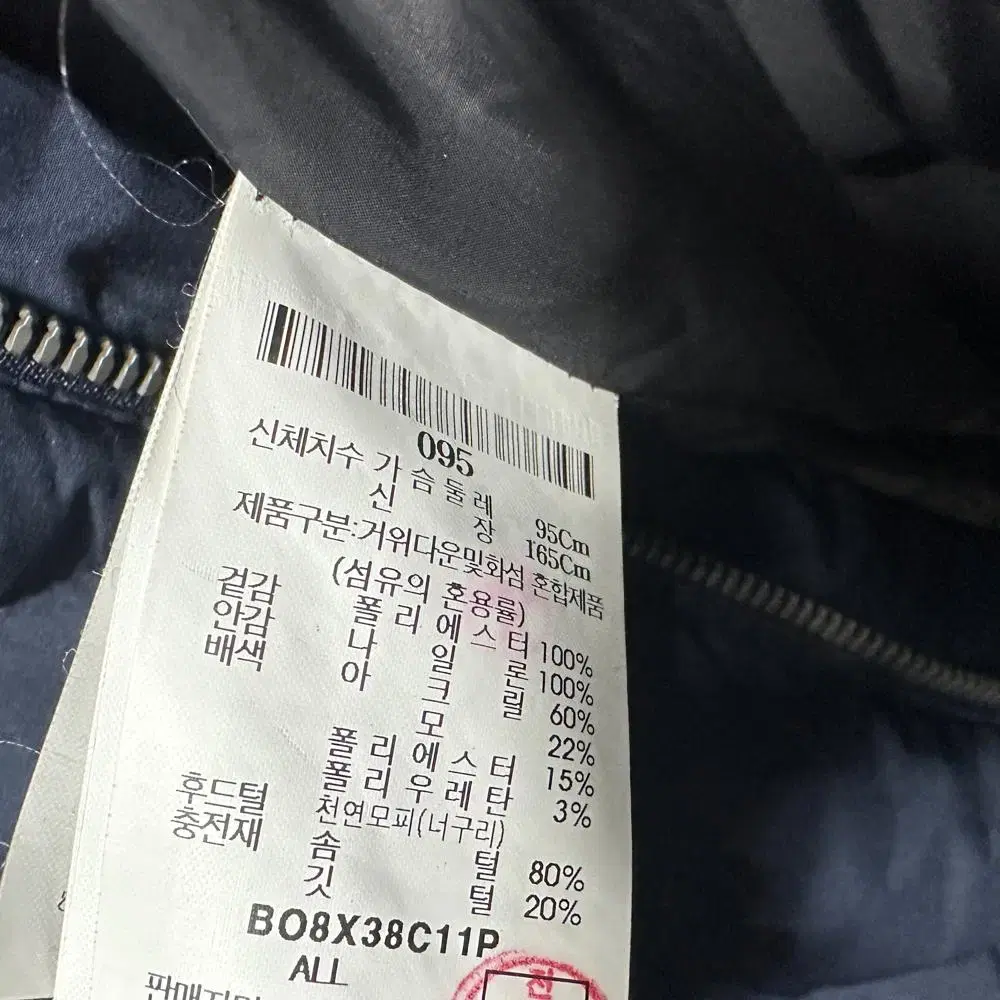 095
신체치수 가슴둘레 95Cm
신장 165Cm
제품구분:거위다운및화섬 혼합제품
(섬유의 혼용률)
겉감 폴리에스터 100%
안감 나일론 100%
배색 아크릴 60%
모 22%
폴리에스터 15%
폴리우레탄 3%
후드털 천연모피(너구리)
충전재 솜털 80%
깃털 20%
BO8X38C11P
ALL